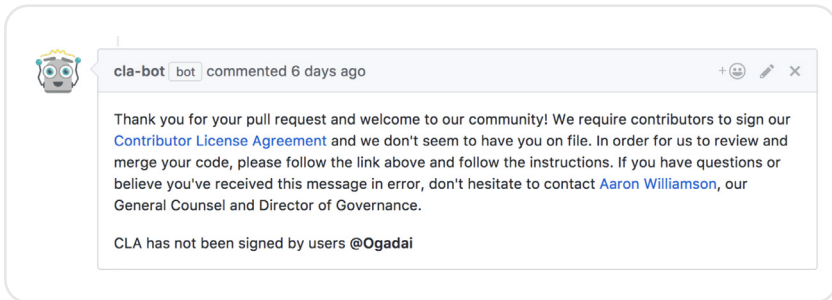 cla-bot bot commented 6 days ago
Thank you for your pull request and welcome to our community! We require contributors to sign our
Contributor License Agreement and we don't seem to have you on file. In order for us to review and
merge your code, please follow the link above and follow the instructions. If you have questions or
believe you've received this message in error, don't hesitate to contact Aaron Williamson, our
General Counsel and Director of Governance.
CLA has not been signed by users @Ogadai